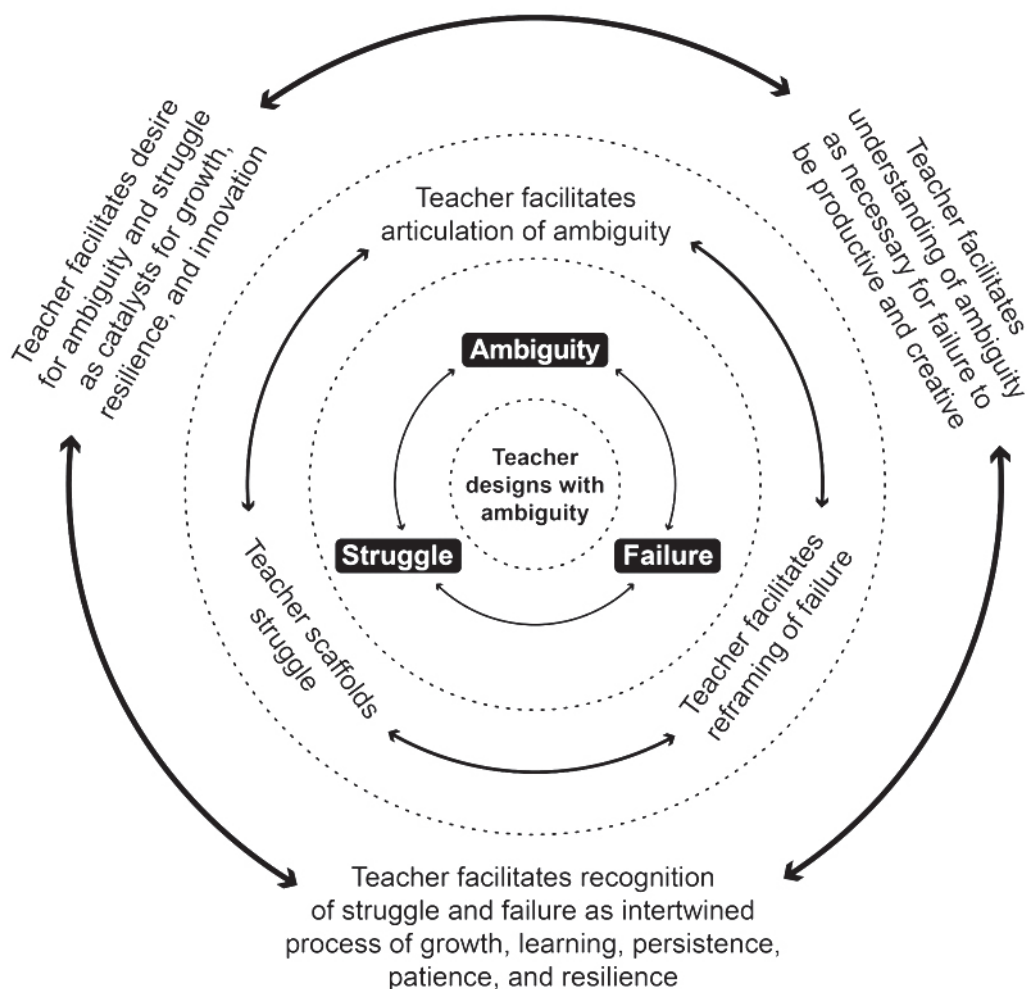 Teacher facilitates desire
for ambiguity and struggle
as catalysts for growth,
resilience, and innovation
Teacher facilitates
understanding of ambiguity
as necessary for failure to
be productive and creative
Teacher facilitates
articulation of ambiguity
Ambiguity
Teacher
designs with
ambiguity
Struggle
Failure
Teacher scaffolds
struggle
Teacher facilitates
reframing of failure
Teacher facilitates recognition
of struggle and failure as intertwined
process of growth, learning, persistence,
patience, and resilience